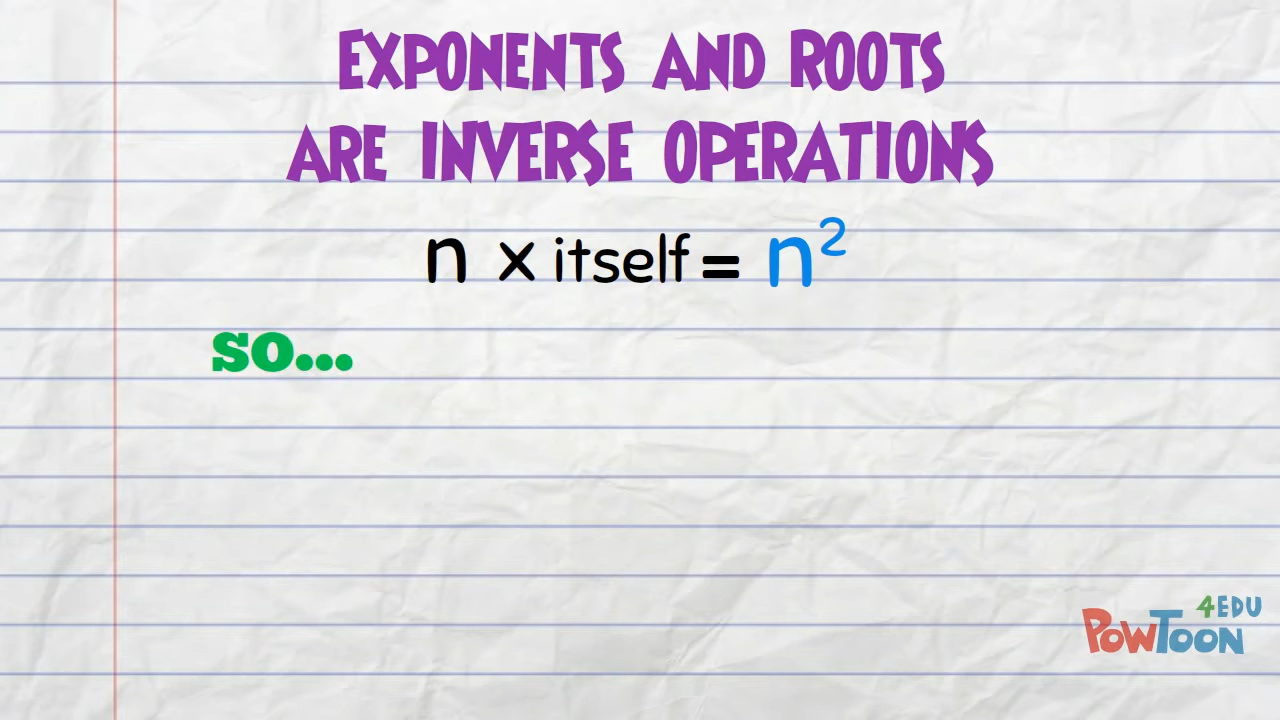 EXPONENTS AND ROOTS
ARE INVERSE OPERATIONS
n × itself = n²
so...
4EDU
POWTOON